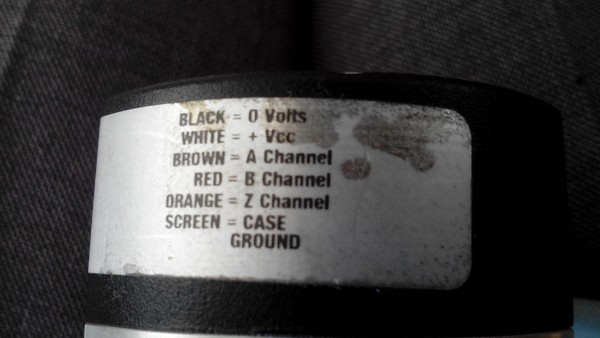 BLACK = 0 Volts
WHITE = + Vcc
BROWN = A Channel
RED = B Channel
ORANGE = Z Channel
SCREEN = CASE
GROUND